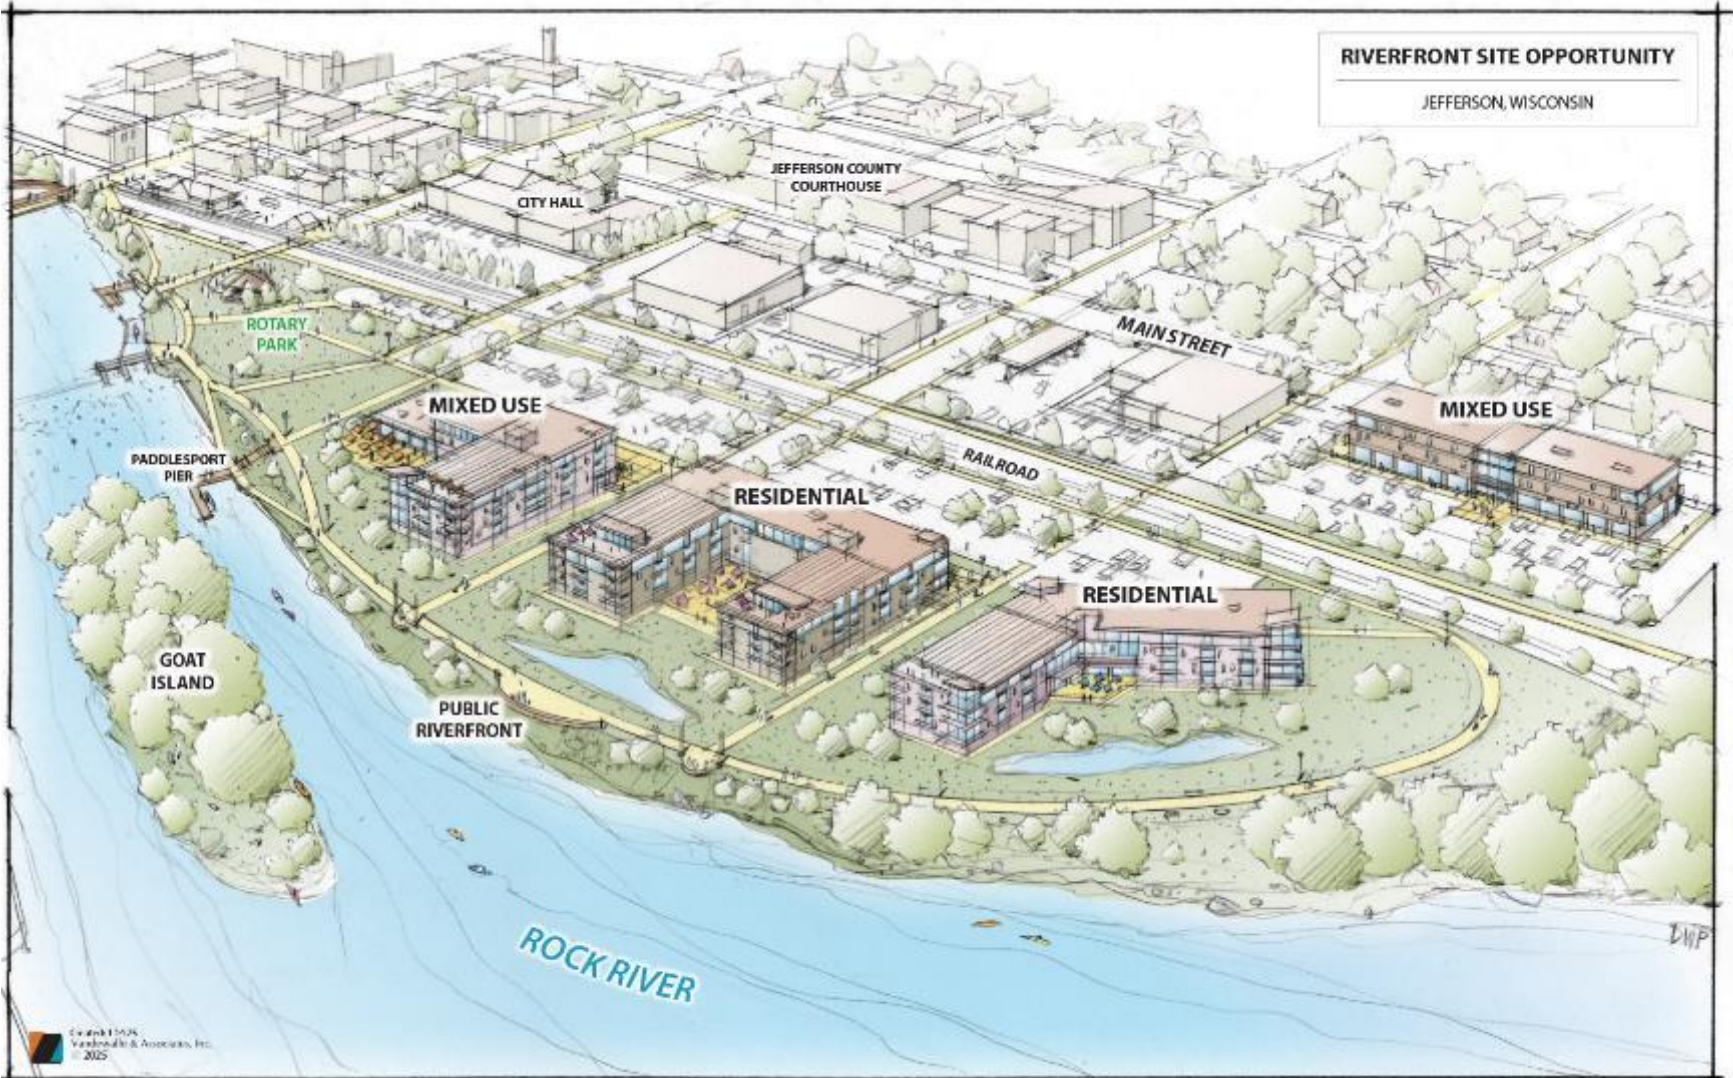 RIVERFRONT SITE OPPORTUNITY
JEFFERSON, WISCONSIN
JEFFERSON COUNTY
COURTHOUSE
CITY HALL
ROTARY
PARK
MAIN STREET
MIXED USE
MIXED USE
PADDLESPORT
PIER
RAILROAD
RESIDENTIAL
RESIDENTIAL
GOAT
ISLAND
PUBLIC
RIVERFRONT
ROCK RIVER
Vandewalle & Associates, Inc.
© 2025